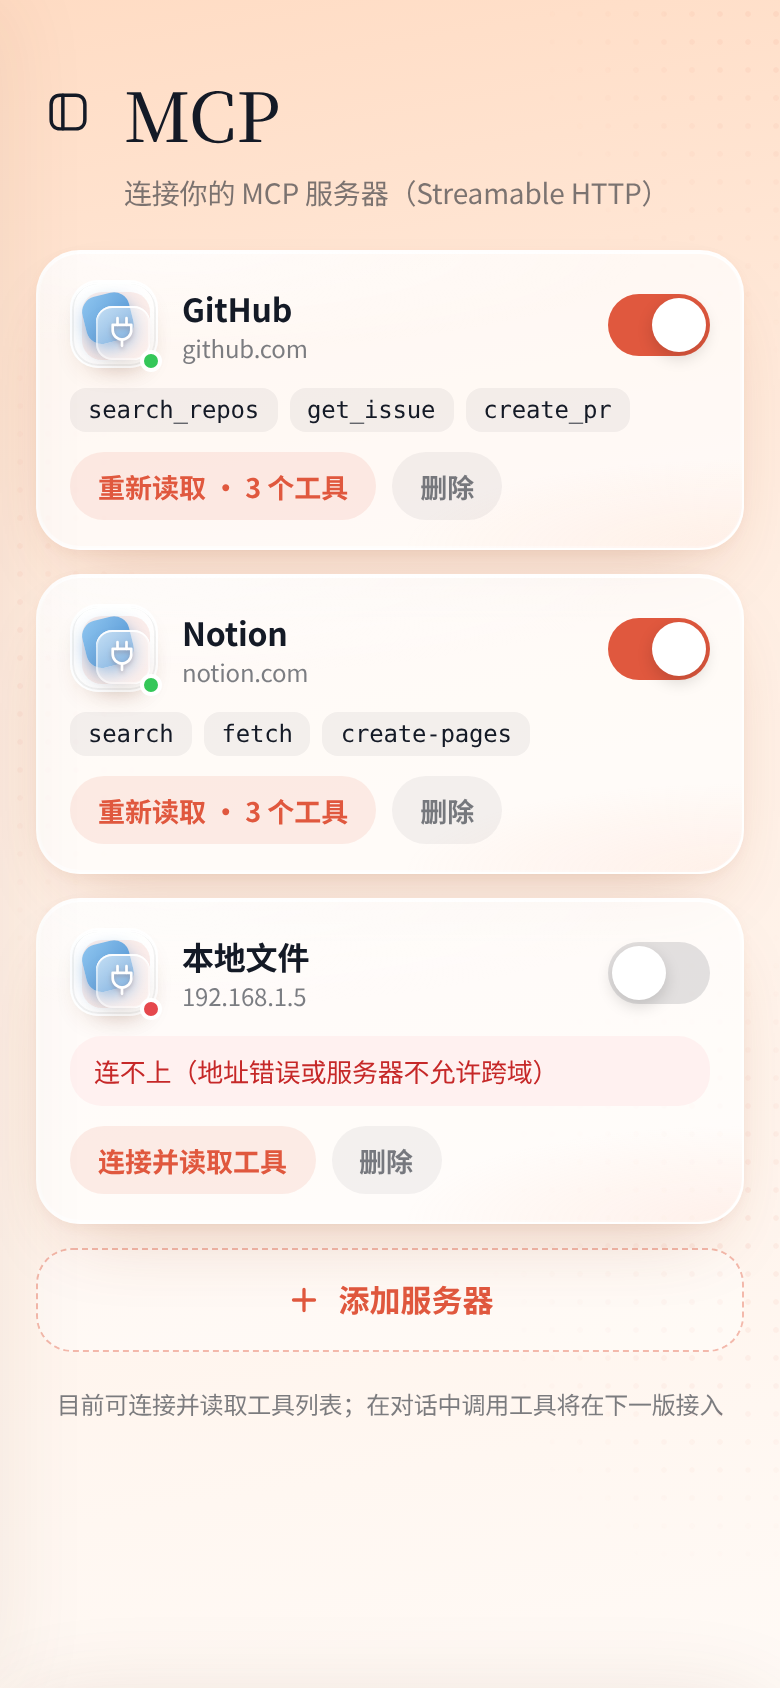 MCP
连接你的 MCP 服务器（Streamable HTTP）
GitHub
github.com
search_repos get_issue create_pr
重新读取 · 3 个工具 删除
Notion
notion.com
search fetch create-pages
重新读取 · 3 个工具 删除
本地文件
192.168.1.5
连不上（地址错误或服务器不允许跨域）
连接并读取工具 删除
+ 添加服务器
目前可连接并读取工具列表；在对话中调用工具将在下一版接入